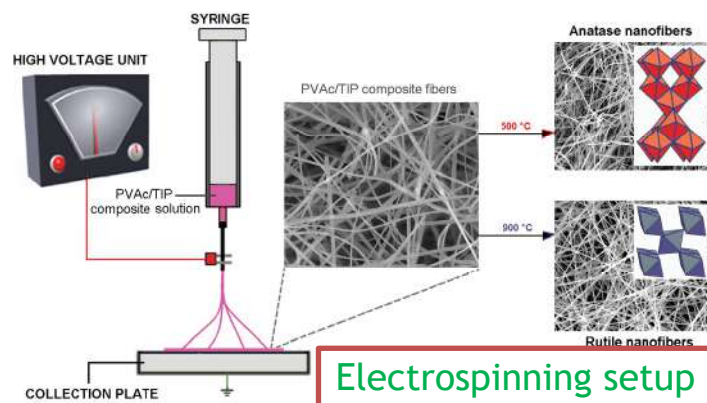 SYRINGE
HIGH VOLTAGE UNIT
PVAc/TIP
composite solution
COLLECTION PLATE
PVAc/TIP composite fibers
500 °C
900 °C
Anatase nanofibers
Rutile nanofibers
Electrospinning setup